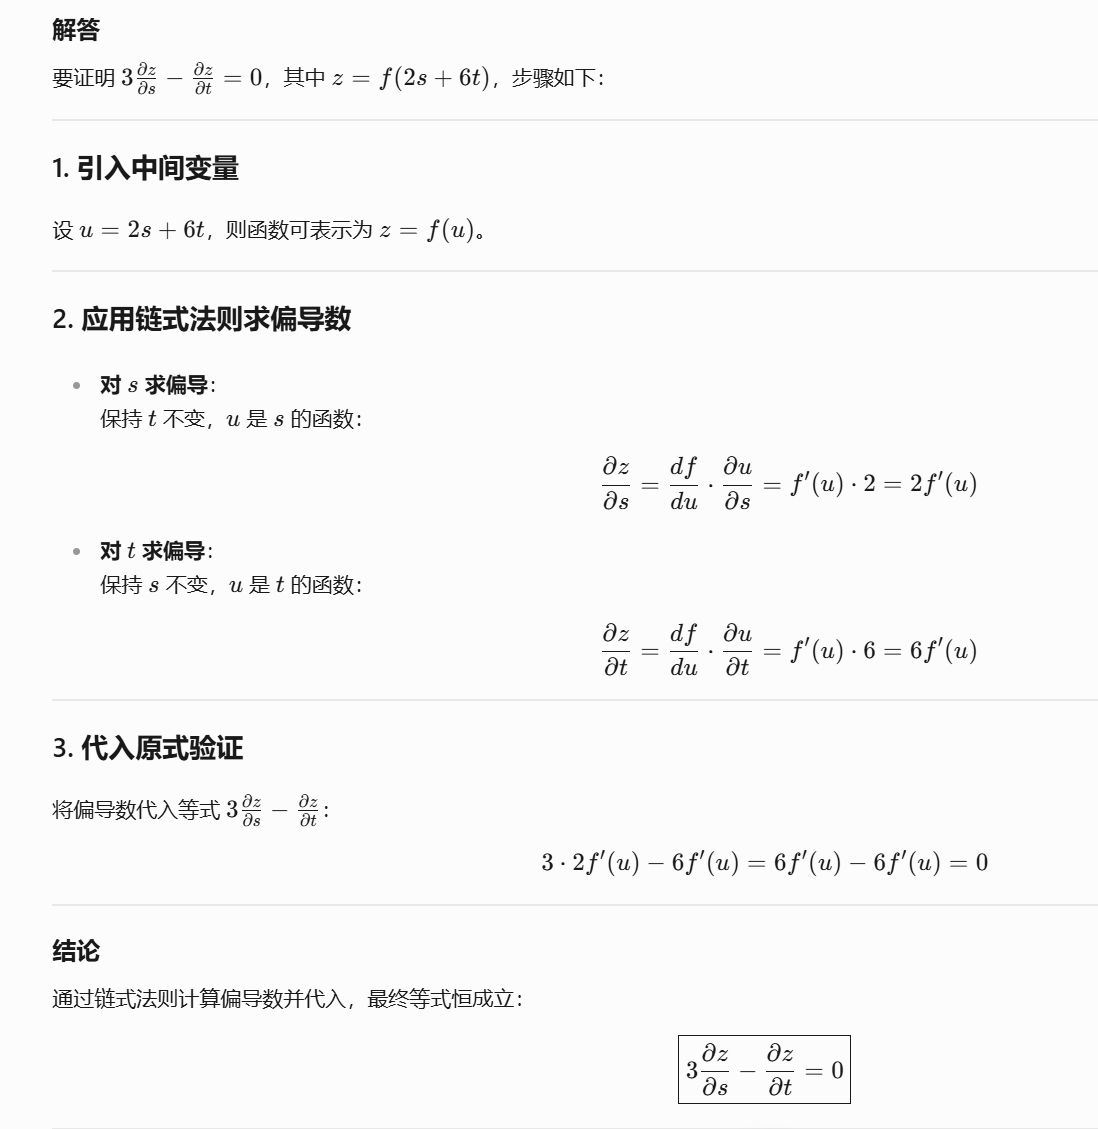 解答
要证明 $3\frac{\partial z}{\partial s} - \frac{\partial z}{\partial t} = 0$，其中 $z = f(2s + 6t)$，步骤如下：
1. 引入中间变量
设 $u = 2s + 6t$，则函数可表示为 $z = f(u)$。
2. 应用链式法则求偏导数
• 对 $s$ 求偏导：
保持 $t$ 不变，$u$ 是 $s$ 的函数：
$\frac{\partial z}{\partial s} = \frac{df}{du} \cdot \frac{\partial u}{\partial s} = f'(u) \cdot 2 = 2f'(u)$
• 对 $t$ 求偏导：
保持 $s$ 不变，$u$ 是 $t$ 的函数：
$\frac{\partial z}{\partial t} = \frac{df}{du} \cdot \frac{\partial u}{\partial t} = f'(u) \cdot 6 = 6f'(u)$
3. 代入原式验证
将偏导数代入等式 $3\frac{\partial z}{\partial s} - \frac{\partial z}{\partial t}$：
$3 \cdot 2f'(u) - 6f'(u) = 6f'(u) - 6f'(u) = 0$
结论
通过链式法则计算偏导数并代入，最终等式恒成立：
$\boxed{3\frac{\partial z}{\partial s} - \frac{\partial z}{\partial t} = 0}$